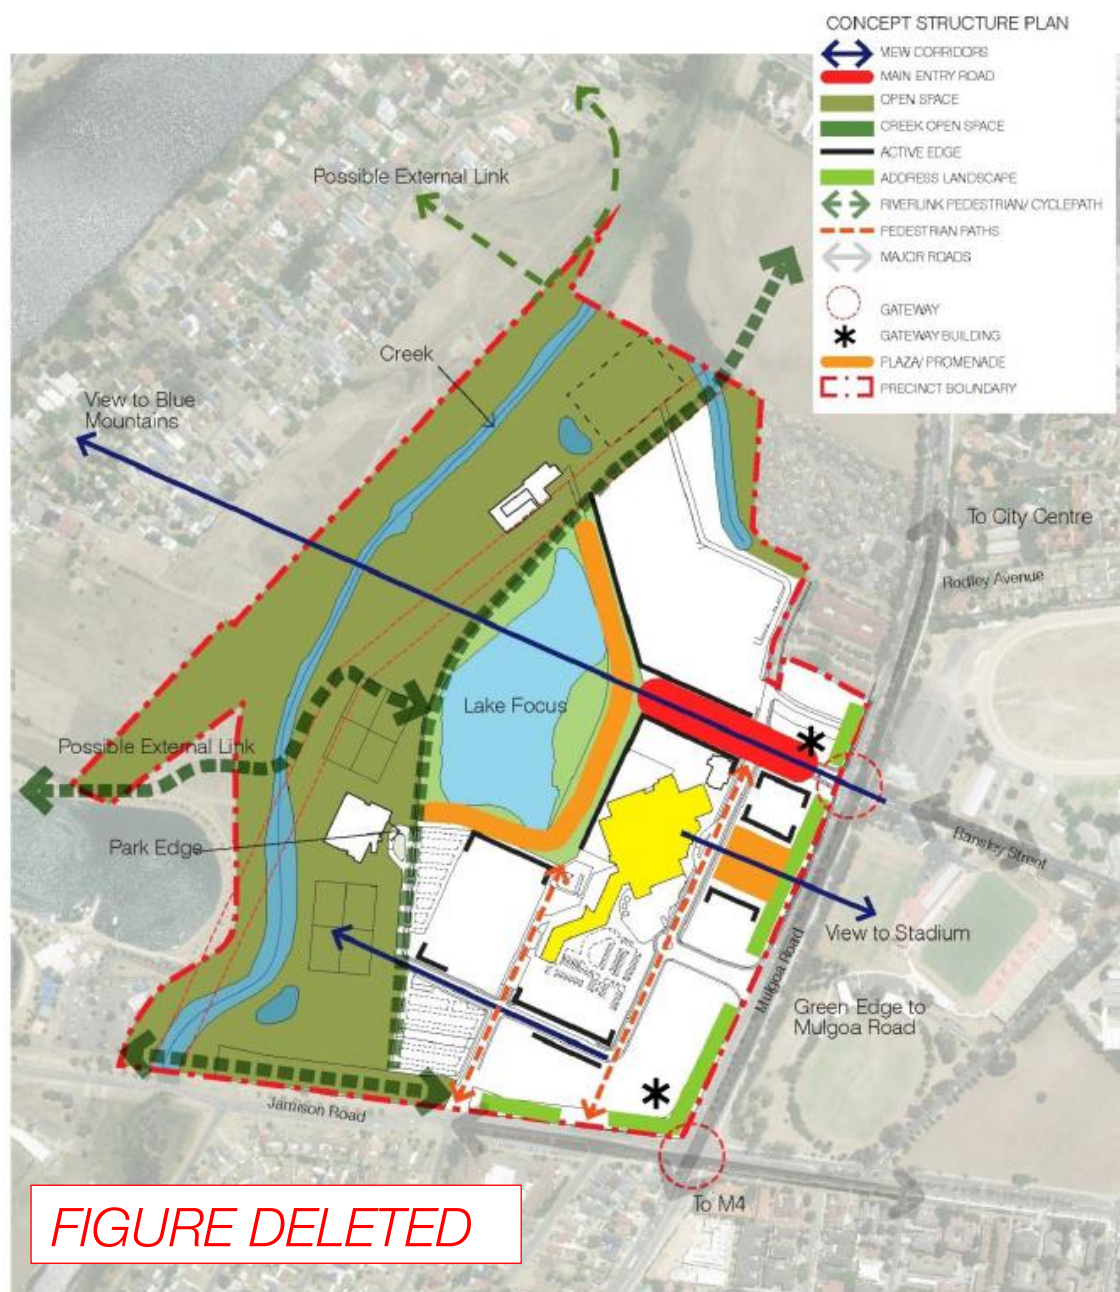 CONCEPT STRUCTURE PLAN
VIEW CORRIDORS
MAIN ENTRY ROAD
OPEN SPACE
CREEK OPEN SPACE
ACTIVE EDGE
ADDRESS LANDSCAPE
RIVERLINK PEDESTRIAN/ CYCLEPATH
PEDESTRIAN PATHS
MAJOR ROADS
GATEWAY
GATEWAY BUILDING
PLAZA/ PROMENADE
PRECINCT BOUNDARY
Possible External Link
Creek
View to Blue
Mountains
To City Centre
Rodley Avenue
Lake Focus
Possible External Link
Park Edge
Ransley Street
View to Stadium
Mulgoa Road
Green Edge to
Mulgoa Road
Jamison Road
To M4
FIGURE DELETED